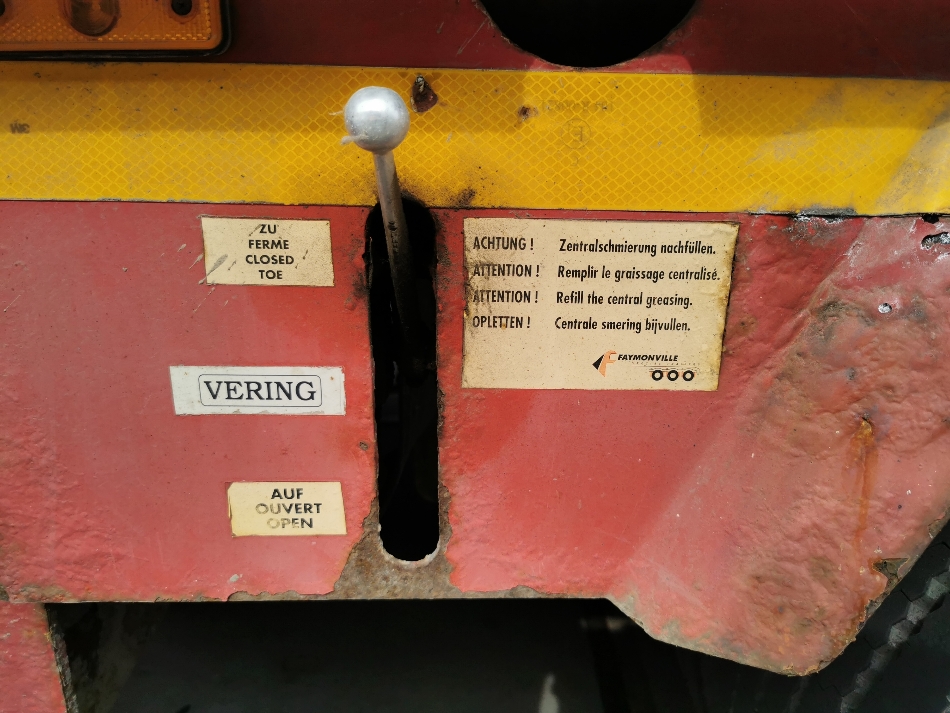 3M
ZU
FERME
CLOSED
TOE
ACHTUNG ! Zentralschmierung nachfüllen.
ATTENTION ! Remplir le graissage centralisé.
ATTENTION ! Refill the central greasing.
OPLETTEN ! Centrale smering bijvullen.
FAYMONVILLE
VERING
AUF
OUVERT
OPEN